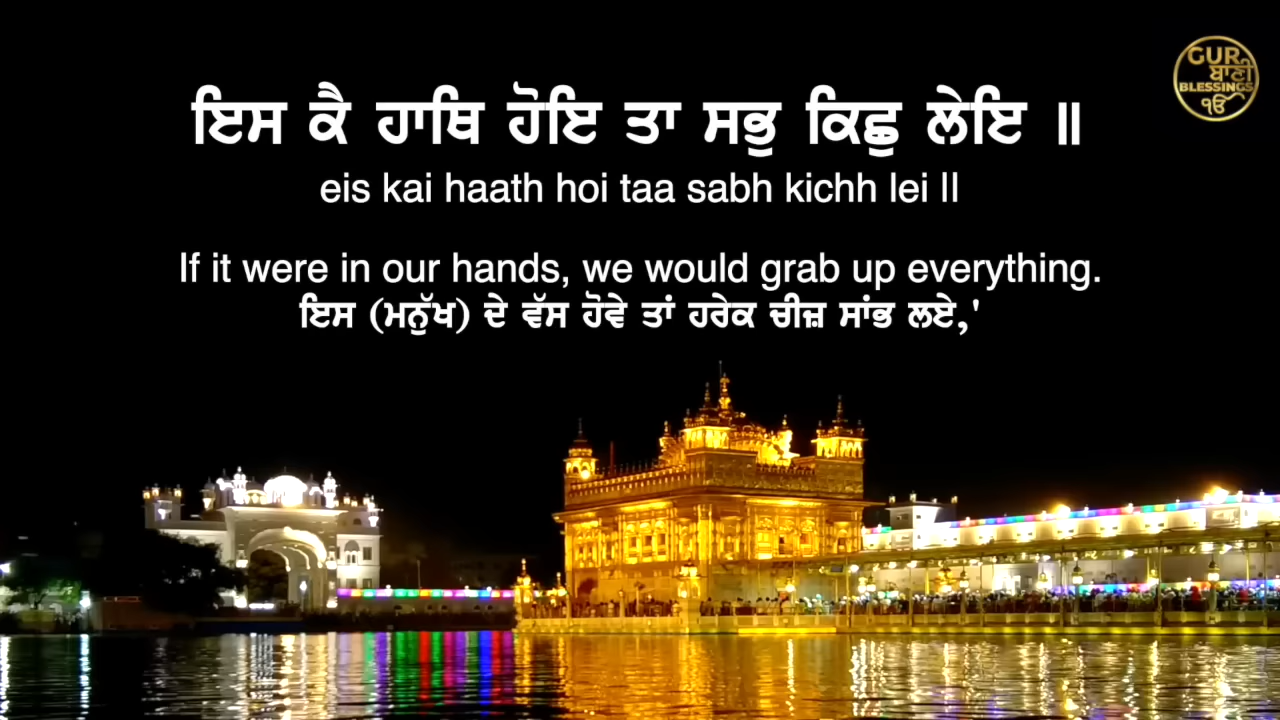 GUR
ਬਾਣੀ
BLESSINGS
ੴ
ਇਸ ਕੈ ਹਾਥਿ ਹੋਇ ਤਾ ਸਭੁ ਕਿਛੁ ਲੇਇ ॥
eis kai haath hoi taa sabh kichh lei ll
If it were in our hands, we would grab up everything.
ਇਸ (ਮਨੁੱਖ) ਦੇ ਵੱਸ ਹੋਵੇ ਤਾਂ ਹਰੇਕ ਚੀਜ਼ ਸਾਂਭ ਲਏ,'